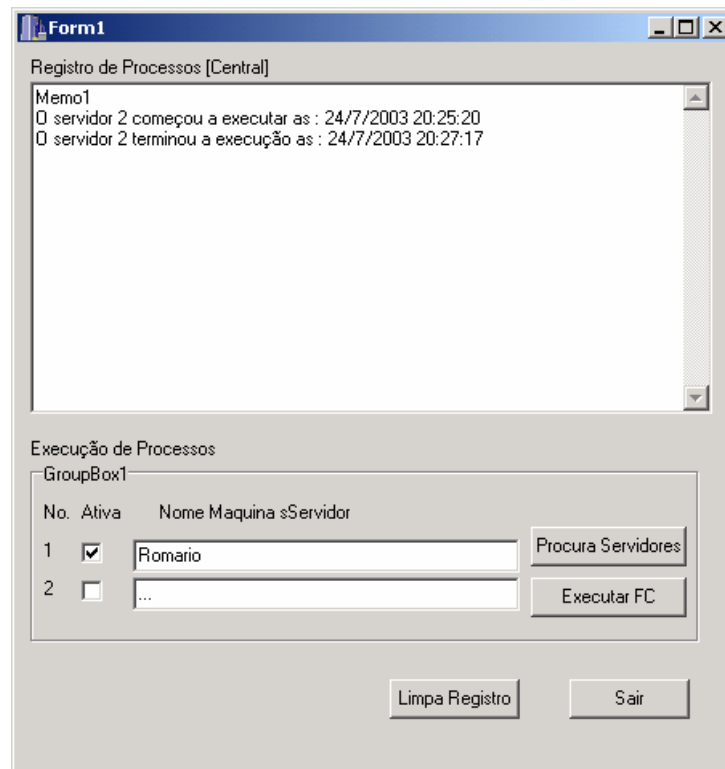 Form1
Registro de Processos [Central]
Memo1
O servidor 2 começou a executar as : 24/7/2003 20:25:20
O servidor 2 terminou a execução as : 24/7/2003 20:27:17
Execução de Processos
GroupBox1
No. Ativa Nome Maquina sServidor
1 Romario Procura Servidores
2 ... Executar FC
Limpa Registro Sair